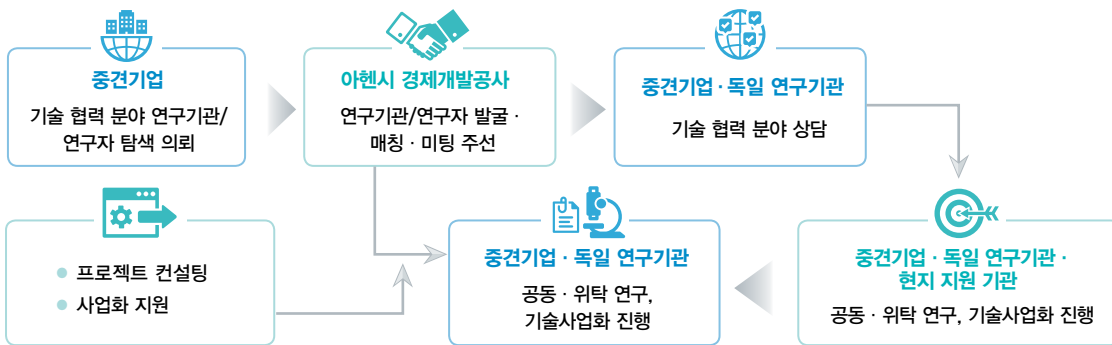 중견기업
기술 협력 분야 연구기관/
연구자 탐색 의뢰
아헨시 경제개발공사
연구기관/연구자 발굴 ·
매칭 · 미팅 주선
중견기업 · 독일 연구기관
기술 협력 분야 상담
프로젝트 컨설팅
사업화 지원
중견기업 · 독일 연구기관
공동 · 위탁 연구,
기술사업화 진행
중견기업 · 독일 연구기관 ·
현지 지원 기관
공동 · 위탁 연구, 기술사업화 진행